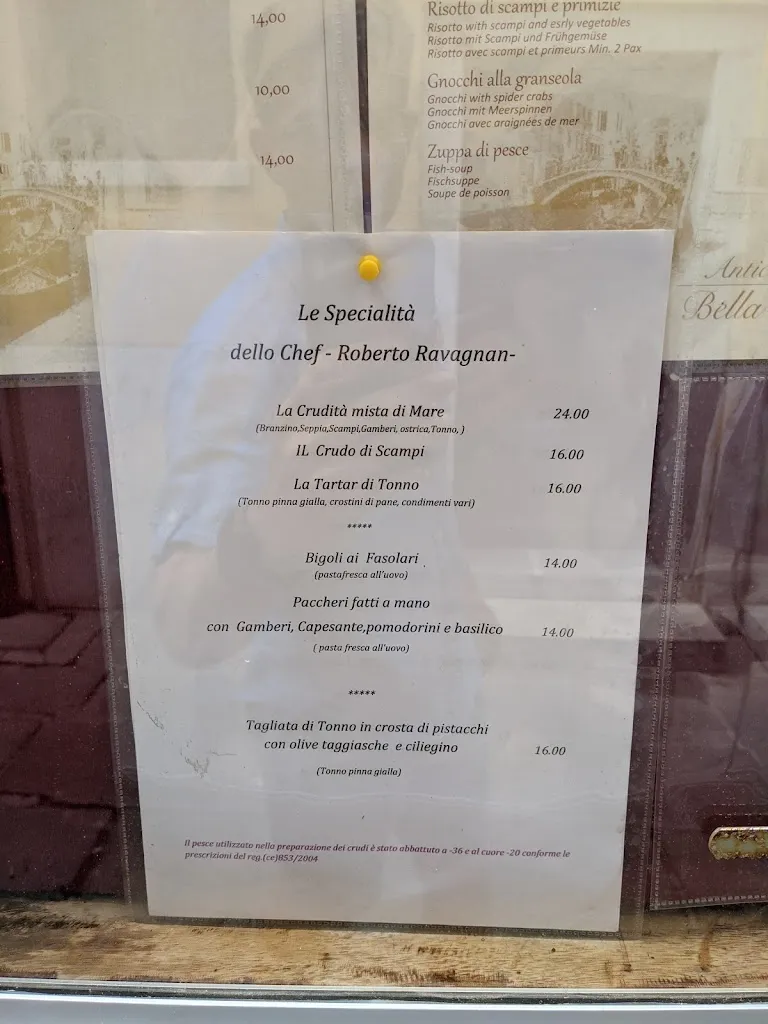 14,00
10,00
14,00
Risotto di scampi e primizie
Risotto with scampi and esrly vegetables
Risotto mit Scampi und Frühgemüse
Risotto avec scampi et primeurs Min. 2 Pax
Gnocchi alla granseola
Gnocchi with spider crabs
Gnocchi mit Meerspinnen
Gnocchi avec araignées de mer
Zuppa di pesce
Fish-soup
Fischsuppe
Soupe de poisson
Bella
Le Specialità
dello Chef - Roberto Ravagnan-
La Crudità mista di Mare 24.00
(Branzino,Seppia,Scampi,Gamberi, ostrica,Tonno, )
IL Crudo di Scampi 16.00
La Tartar di Tonno 16.00
(Tonno pinna gialla, crostini di pane, condimenti vari)
*****
Bigoli ai Fasolari 14.00
(pastafresca all'uovo)
Paccheri fatti a mano
con Gamberi, Capesante,pomodorini e basilico 14.00
( pasta fresca all'uovo)
*****
Tagliata di Tonno in crosta di pistacchi
con olive taggiasche e ciliegino 16.00
(Tonno pinna gialla)
Il pesce utilizzato nella preparazione dei crudi è stato abbattuto a -36 e al cuore -20 conforme le
prescrizioni del reg.(ce)853/2004